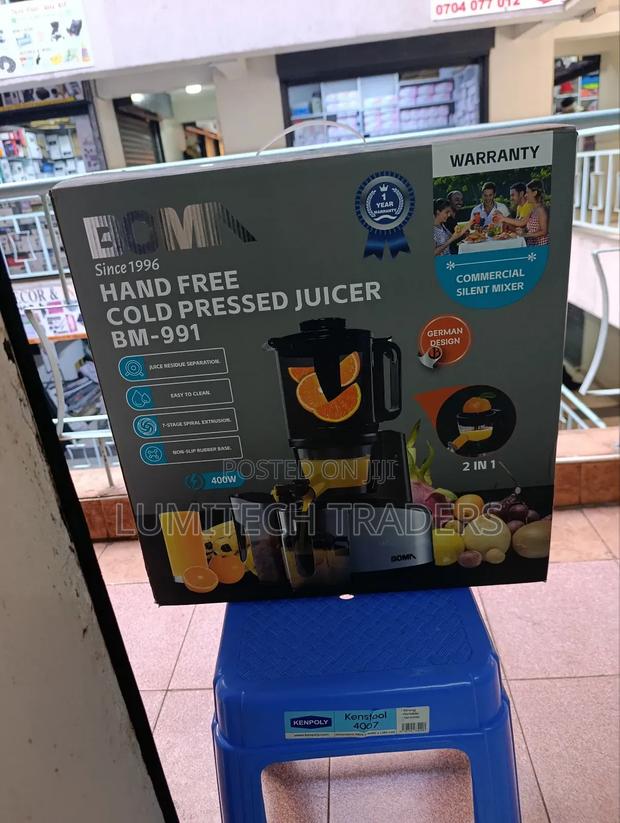 0704 077 012
BOMA
Since 1996
HAND FREE
COLD PRESSED JUICER
BM-991
JUICE RESIDUE SEPARATION.
EASY TO CLEAN.
7-STAGE SPIRAL EXTRUSION.
NON-SLIP RUBBER BASE.
400W
1
YEAR
WARRANTY
WARRANTY
COMMERCIAL
SILENT MIXER
GERMAN
DESIGN
2 IN 1
BOMA
POSTED ON JIJI
LUMITECH TRADERS
KENPOLY
Kenstool
4007